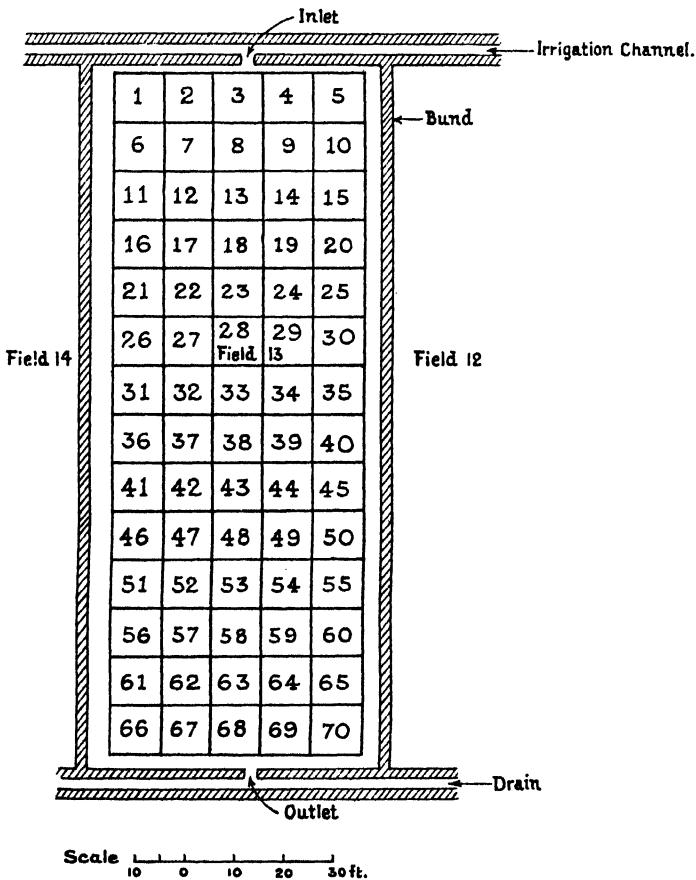 Inlet
Irrigation Channel.
1 2 3 4 5
Bund
6 7 8 9 10
11 12 13 14 15
16 17 18 19 20
21 22 23 24 25
26 27 28 29 30
Field 14 Field 13 Field 12
31 32 33 34 35
36 37 38 39 40
41 42 43 44 45
46 47 48 49 50
51 52 53 54 55
56 57 58 59 60
61 62 63 64 65
66 67 68 69 70
Drain
Outlet
Scale
10 0 10 20 30 ft.